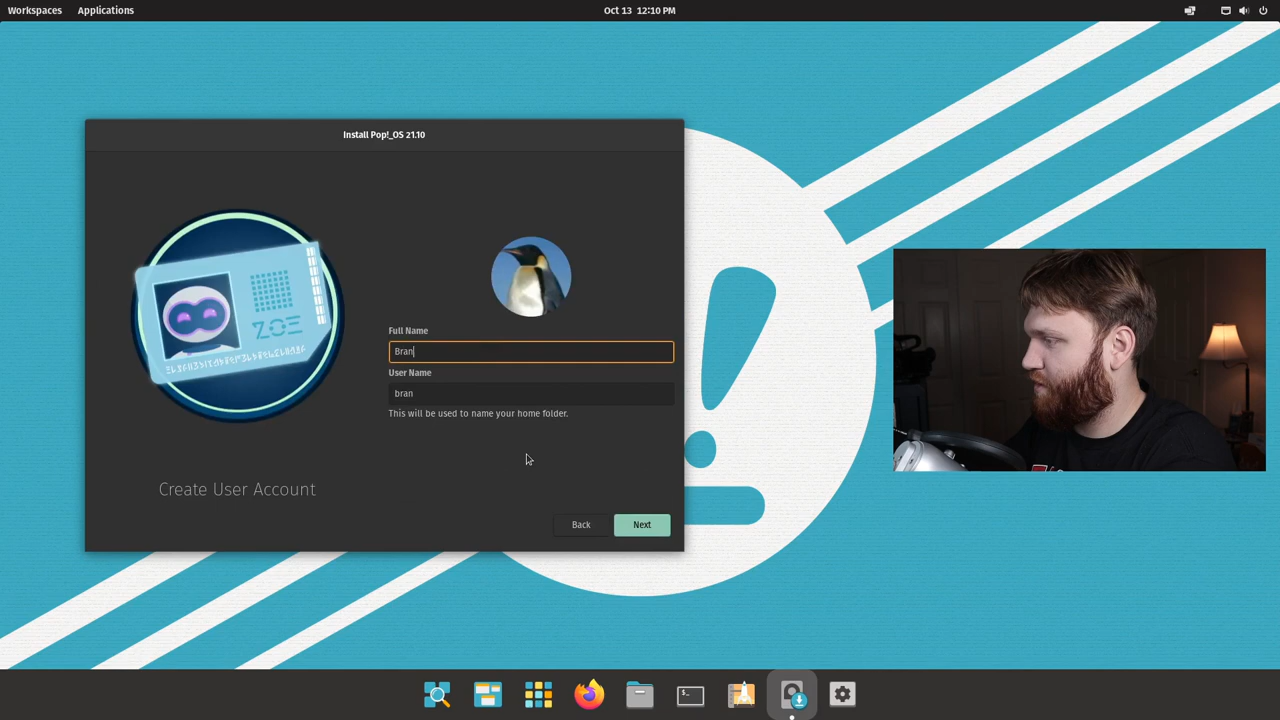 Workspaces Applications Oct 13 12:10 PM
Install Pop!_OS 21.10
ZOE
Full Name
Bran
User Name
bran
This will be used to name your home folder.
Create User Account
Back Next